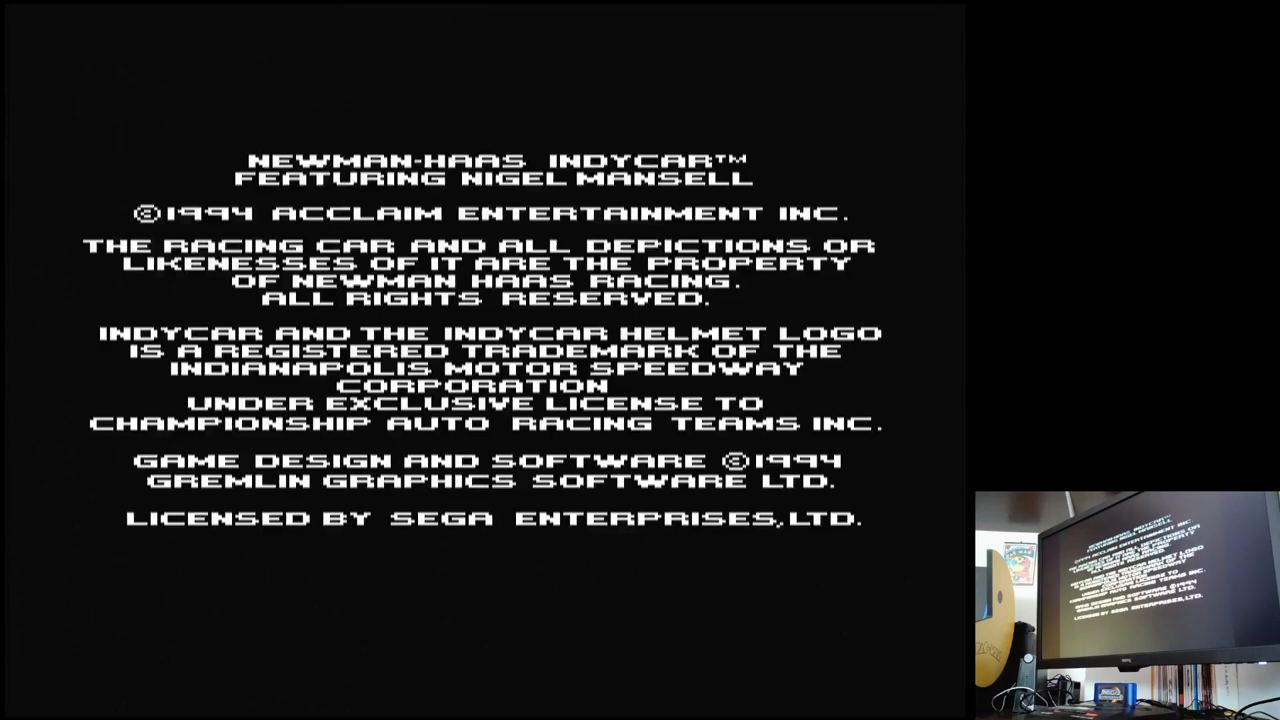 NEWMAN-HAAS INDYCAR™
FEATURING NIGEL MANSELL
©1994 ACCLAIM ENTERTAINMENT INC.
THE RACING CAR AND ALL DEPICTIONS OR
LIKENESSES OF IT ARE THE PROPERTY
OF NEWMAN HAAS RACING.
ALL RIGHTS RESERVED.
INDYCAR AND THE INDYCAR HELMET LOGO
IS A REGISTERED TRADEMARK OF THE
INDIANAPOLIS MOTOR SPEEDWAY
CORPORATION
UNDER EXCLUSIVE LICENSE TO
CHAMPIONSHIP AUTO RACING TEAMS INC.
GAME DESIGN AND SOFTWARE ©1994
GREMLIN GRAPHICS SOFTWARE LTD.
LICENSED BY SEGA ENTERPRISES,LTD.